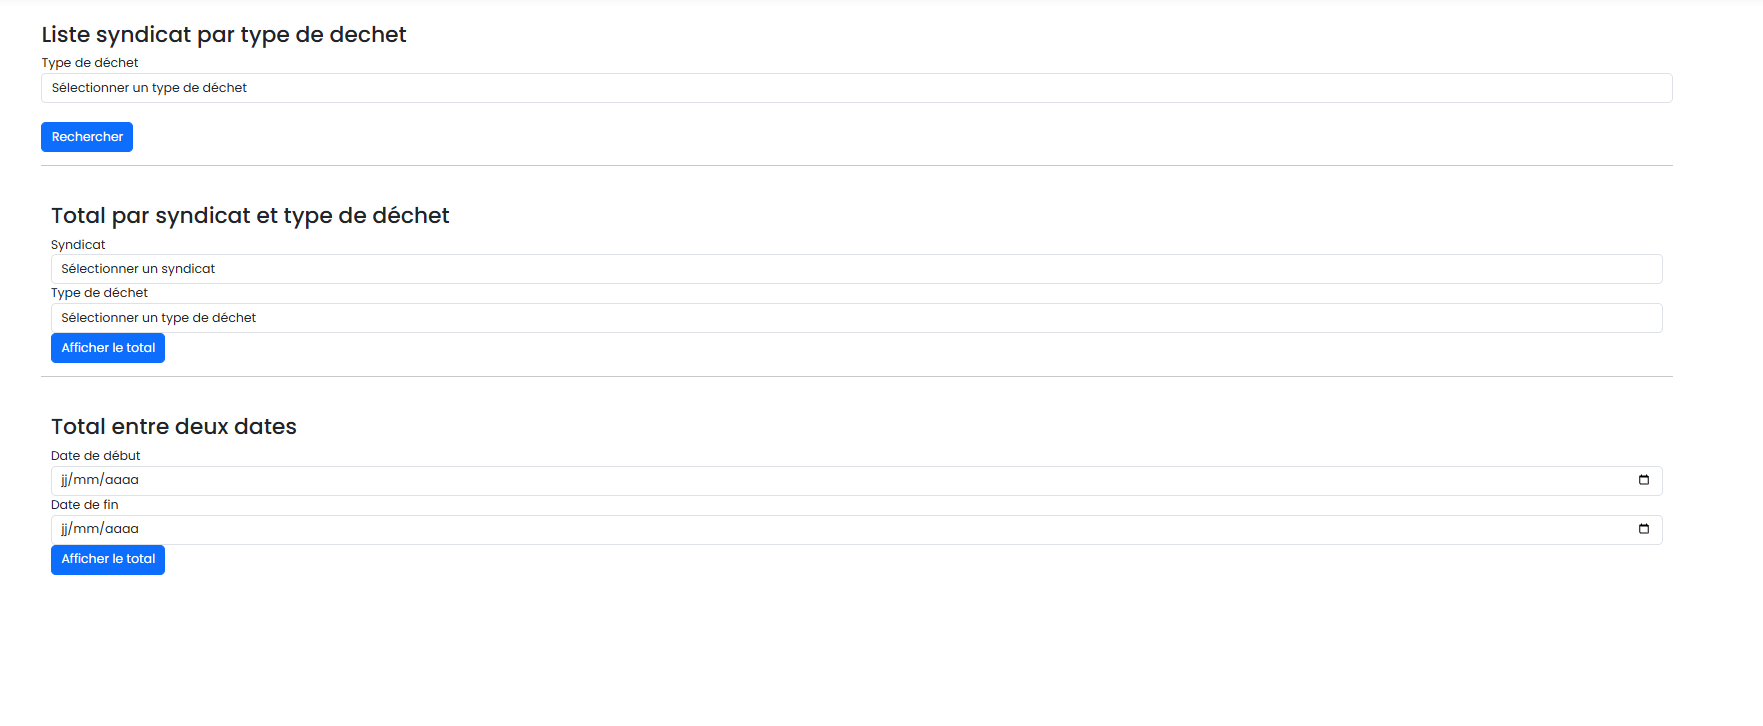 Liste syndicat par type de dechet
Type de déchet
Sélectionner un type de déchet
Rechercher
Total par syndicat et type de déchet
Syndicat
Sélectionner un syndicat
Type de déchet
Sélectionner un type de déchet
Afficher le total
Total entre deux dates
Date de début
jj/mm/aaaa
Date de fin
jj/mm/aaaa
Afficher le total